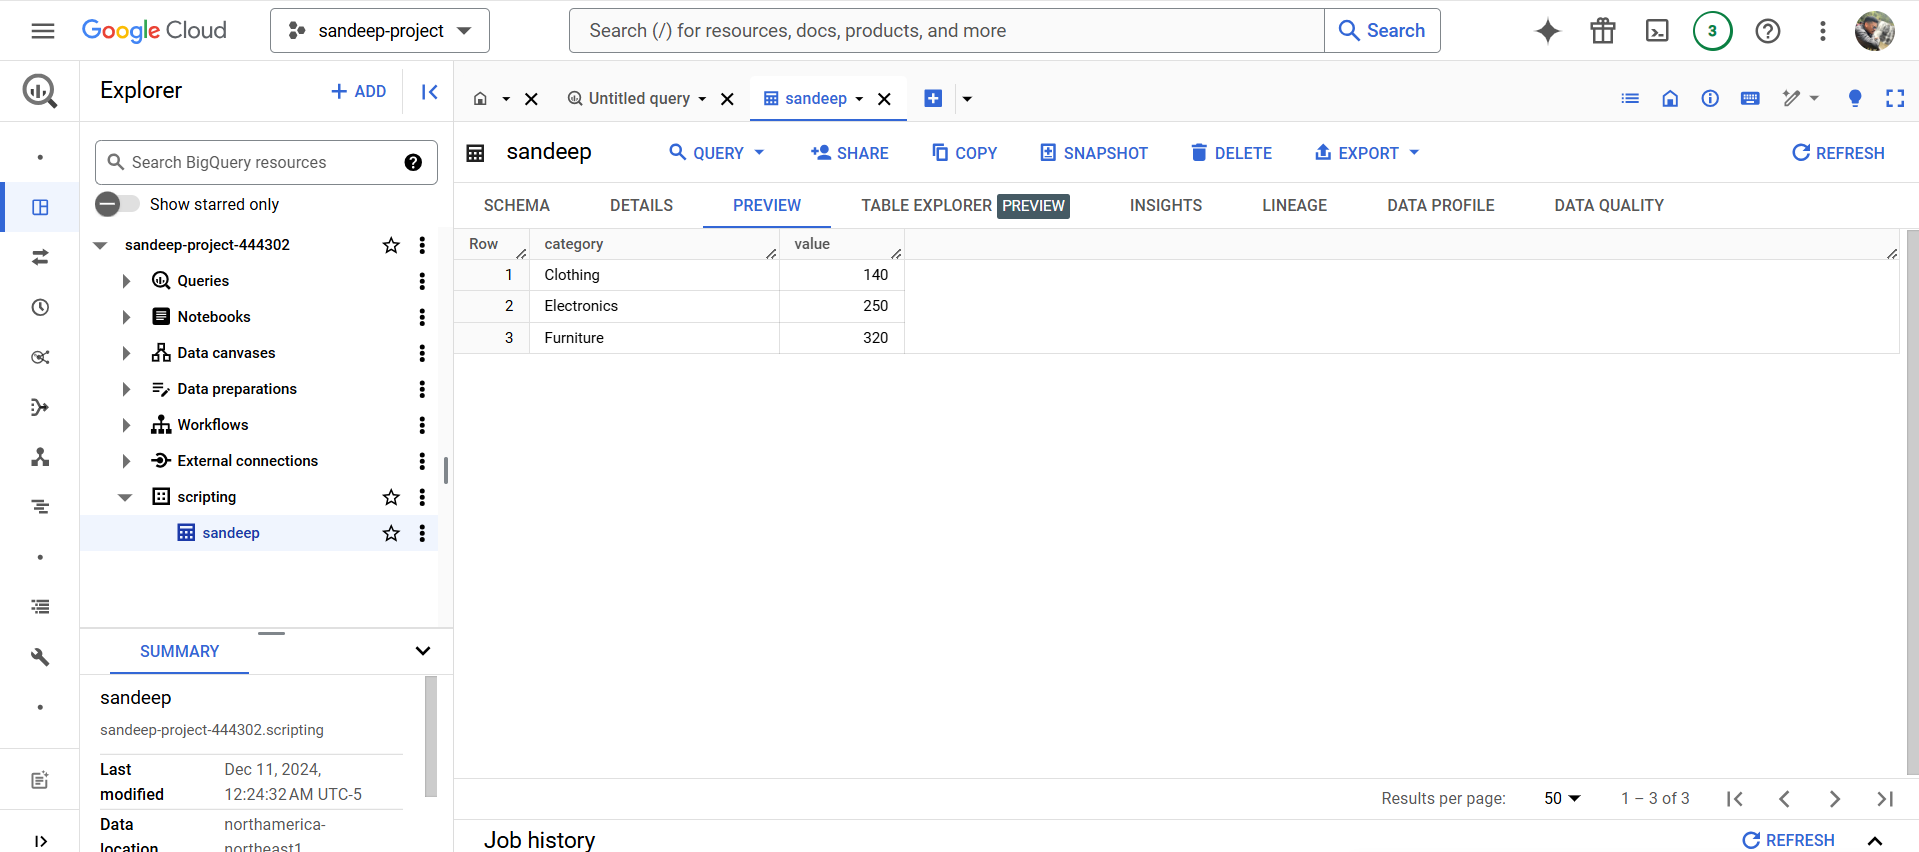 Google Cloud
sandeep-project
Search (/) for resources, docs, products, and more
Search
3
Explorer
+ ADD
Untitled query
sandeep
Search BigQuery resources
Show starred only
sandeep-project-444302
Queries
Notebooks
Data canvases
Data preparations
Workflows
External connections
scripting
sandeep
SUMMARY
sandeep
sandeep-project-444302.scripting
Last modified
Dec 11, 2024, 12:24:32 AM UTC-5
Data location
northamerica-northeast1
sandeep
QUERY
SHARE
COPY
SNAPSHOT
DELETE
EXPORT
REFRESH
SCHEMA
DETAILS
PREVIEW
TABLE EXPLORER PREVIEW
INSIGHTS
LINEAGE
DATA PROFILE
DATA QUALITY
Row category value
1 Clothing 140
2 Electronics 250
3 Furniture 320
Results per page: 50 1 – 3 of 3
Job history
REFRESH